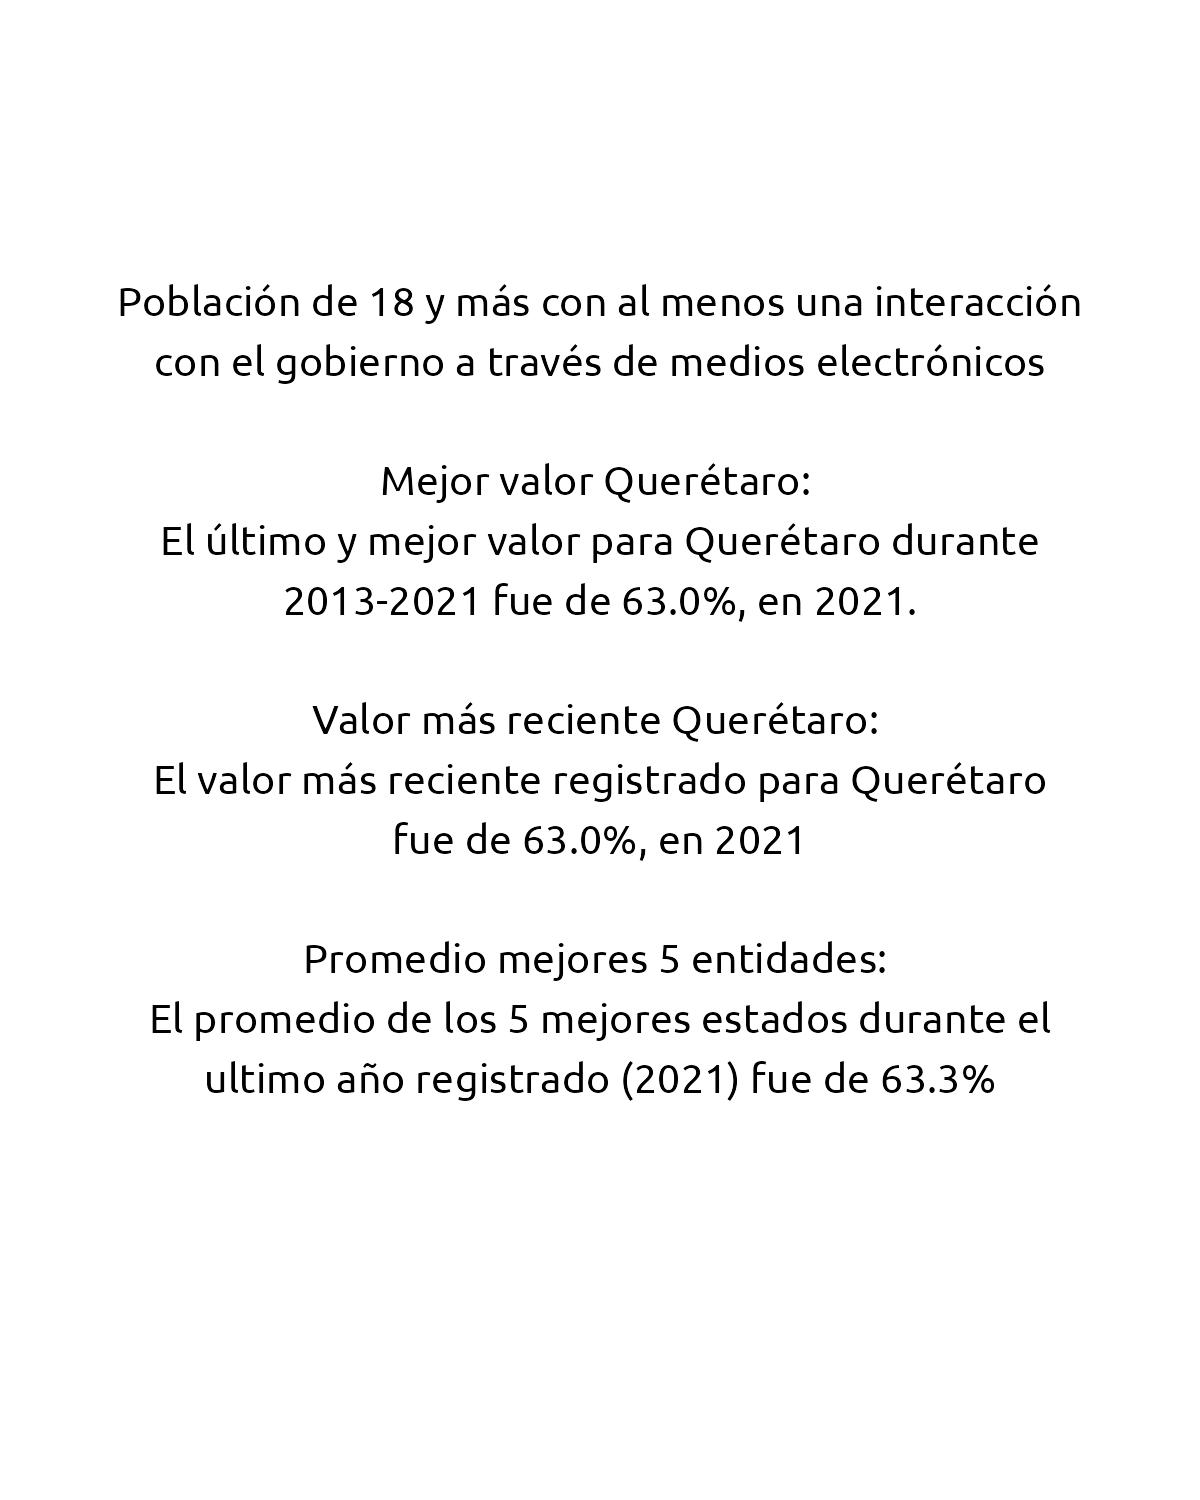 Población de 18 y más con al menos una interacción
con el gobierno a través de medios electrónicos
Mejor valor Querétaro:
El último y mejor valor para Querétaro durante
2013-2021 fue de 63.0%, en 2021.
Valor más reciente Querétaro:
El valor más reciente registrado para Querétaro
fue de 63.0%, en 2021
Promedio mejores 5 entidades:
El promedio de los 5 mejores estados durante el
ultimo año registrado (2021) fue de 63.3%